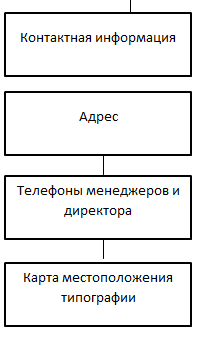 Контактная информация
Адрес
Телефоны менеджеров и
директора
Карта местоположения
типографии